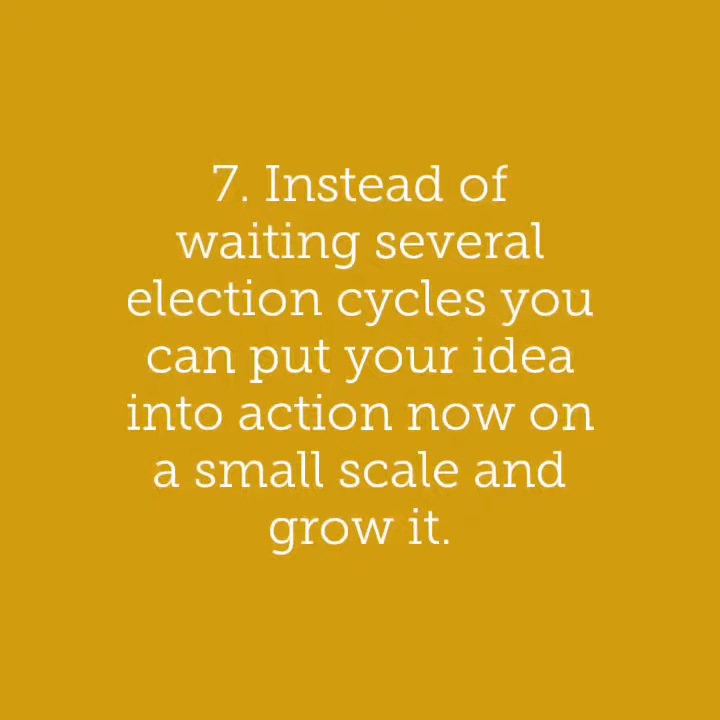 7. Instead of
waiting several
election cycles you
can put your idea
into action now on
a small scale and
grow it.